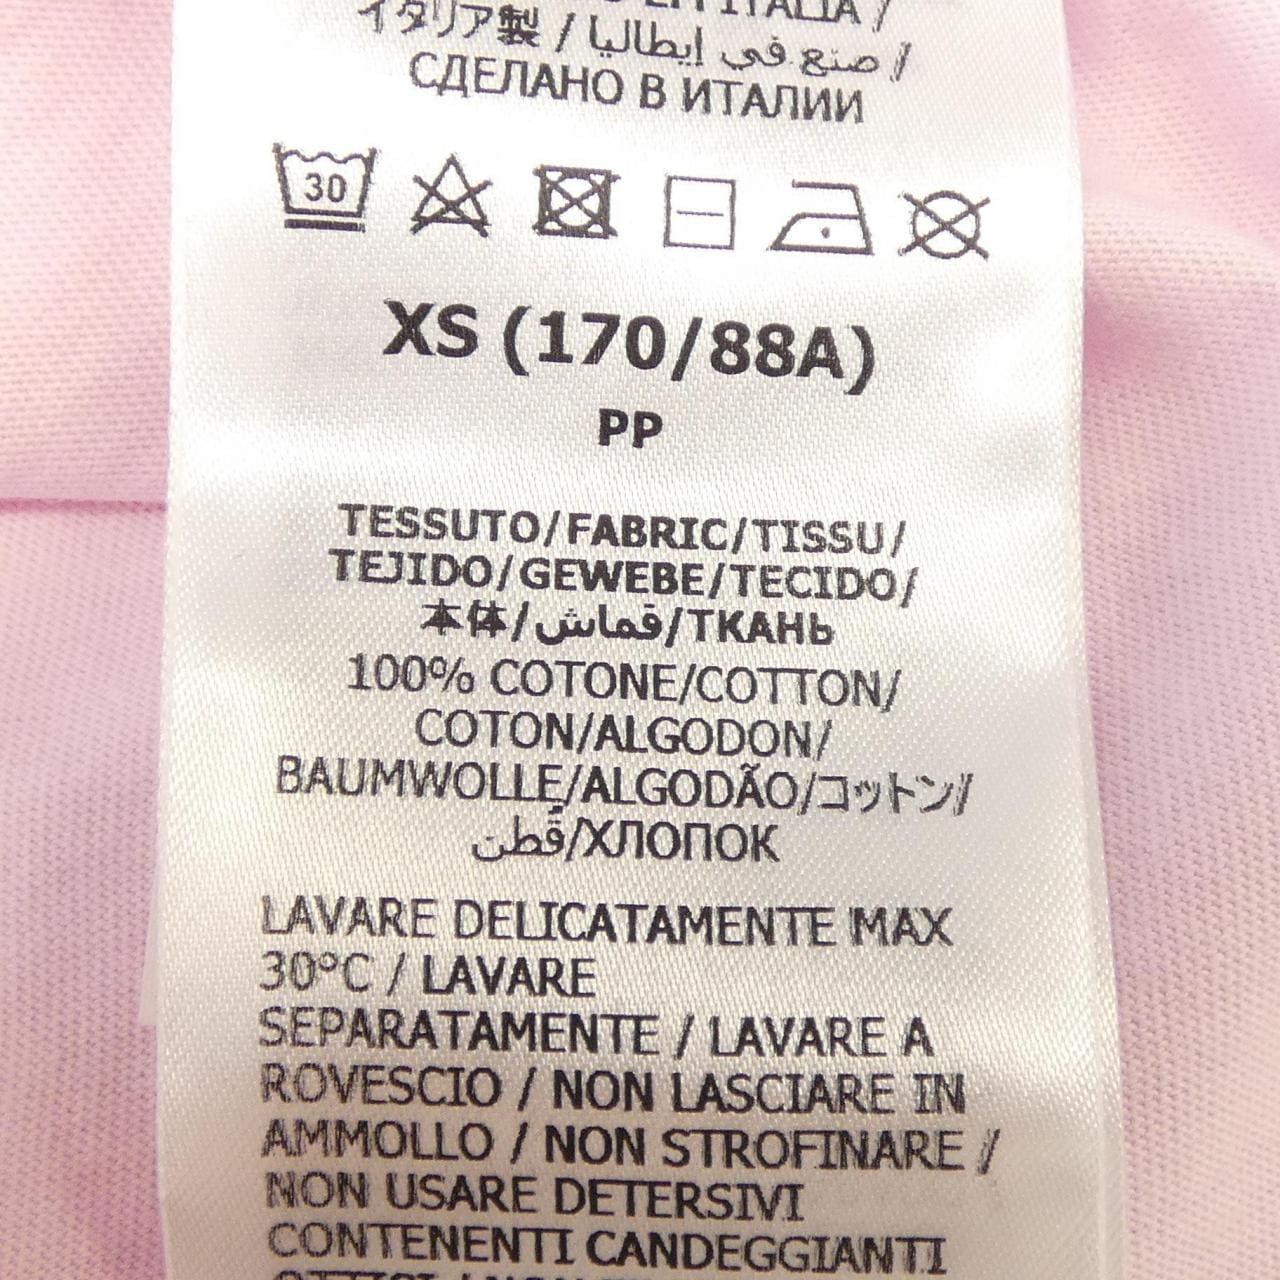 ITALIA /
イタリア製 / صنع في إيطاليا /
СДЕЛАНО В ИТАЛИИ
30
XS (170/88A)
PP
TESSUTO/FABRIC/TISSU/
TEJIDO/GEWEBE/TECIDO/
本体/قماش/ТКАНЬ
100% COTONE/COTTON/
COTON/ALGODON/
BAUMWOLLE/ALGODÃO/コットン/
قطن/ХЛОПОК
LAVARE DELICATAMENTE MAX
30°C / LAVARE
SEPARATAMENTE / LAVARE A
ROVESCIO / NON LASCIARE IN
AMMOLLO / NON STROFINARE /
NON USARE DETERSIVI
CONTENENTI CANDEGGIANTI